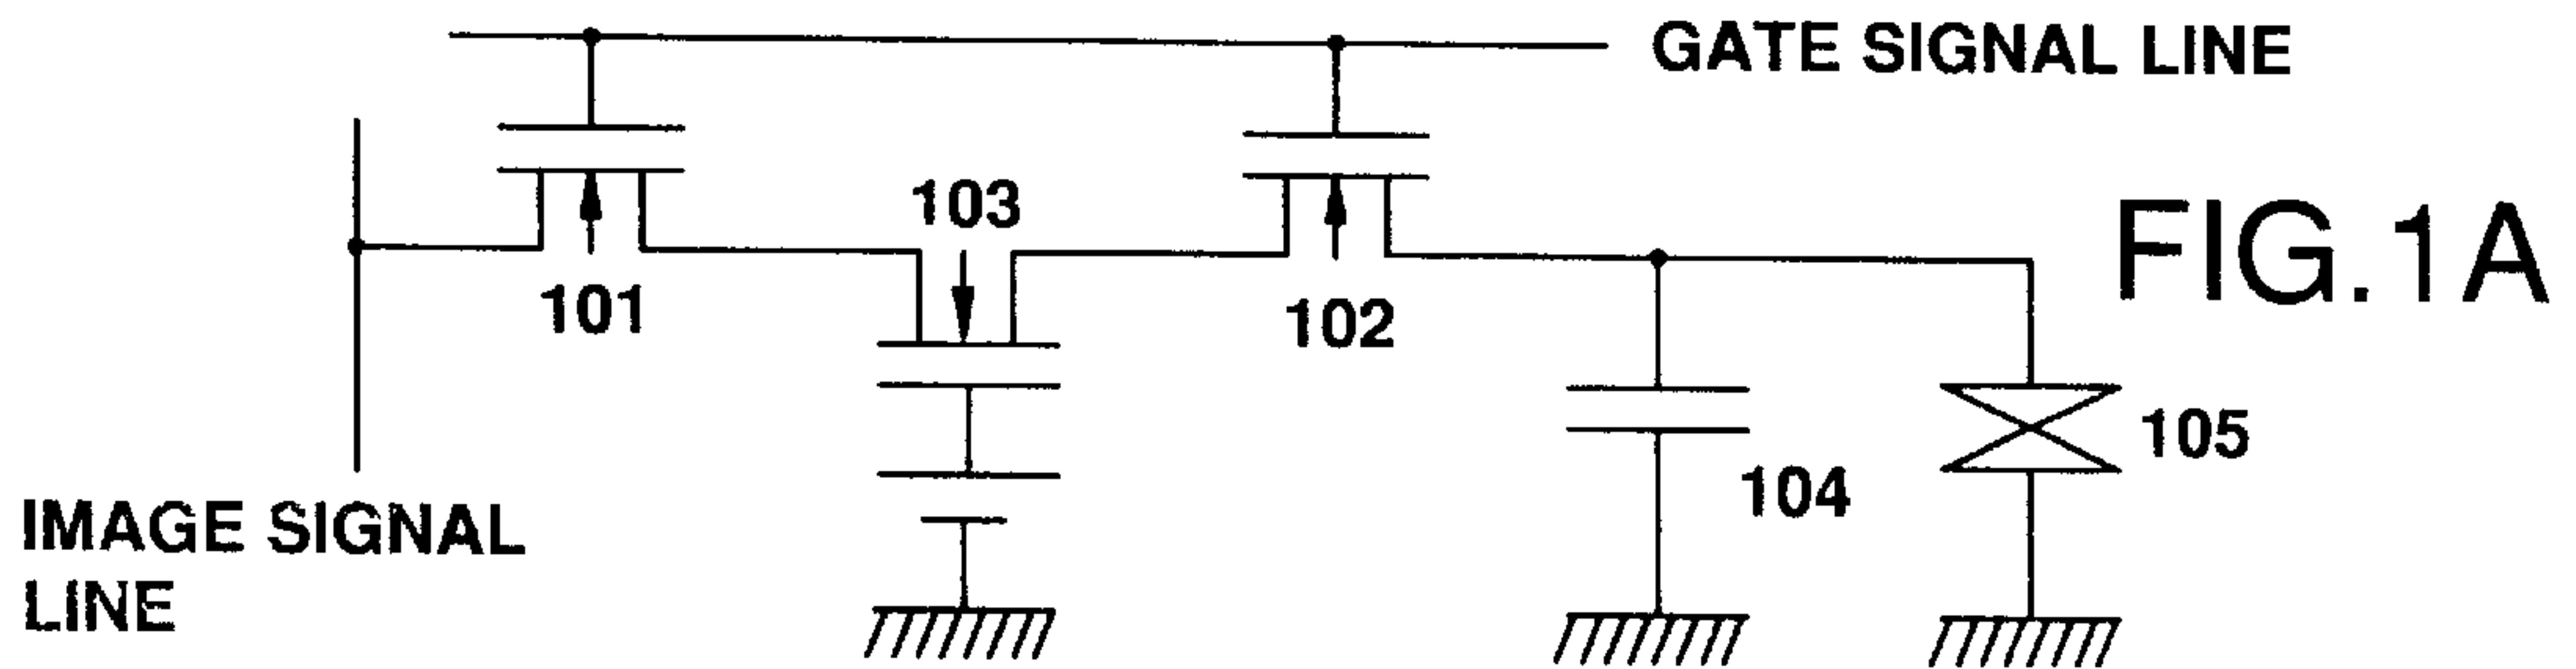 GATE SIGNAL LINE
103
FIG.1A
101
102
105
104
IMAGE SIGNAL
LINE